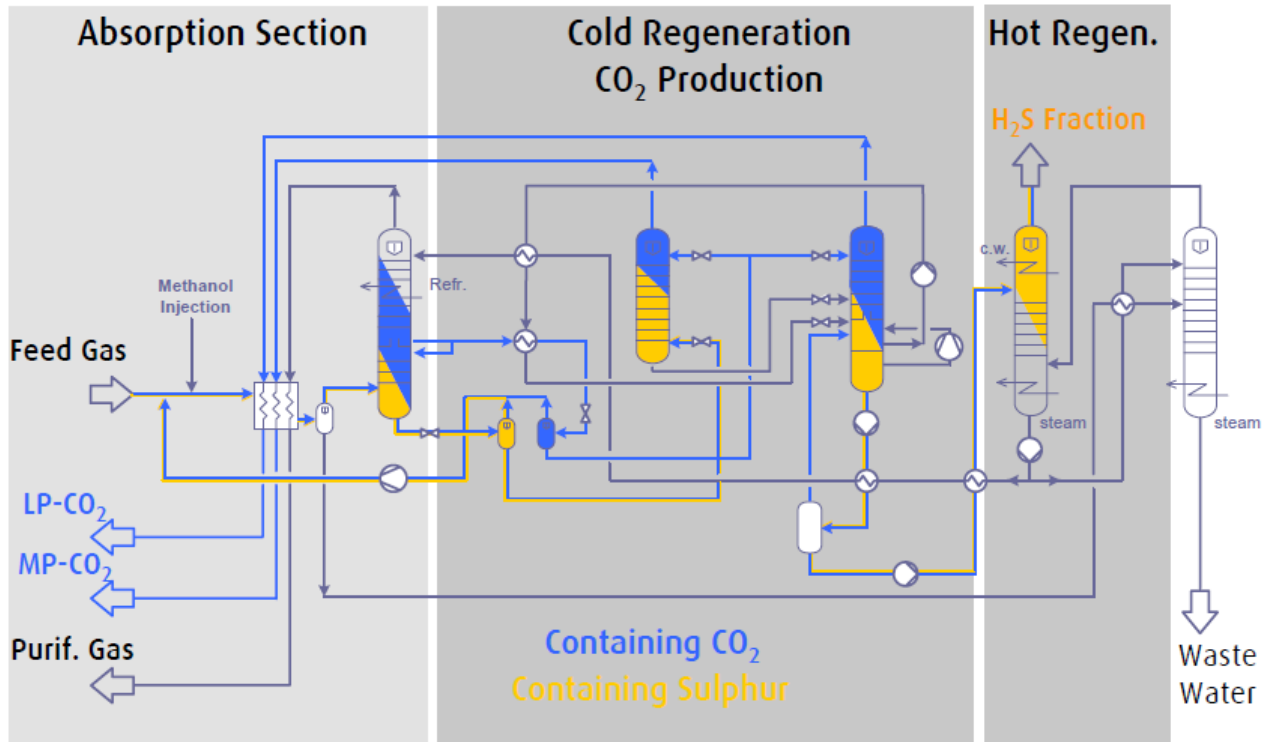 Absorption Section
Cold Regeneration
CO₂ Production
Hot Regen.
H₂S Fraction
c.w.
Methanol
Injection
Refr.
Feed Gas
steam
steam
LP-CO₂
MP-CO₂
Purif. Gas
Containing CO₂
Containing Sulphur
Waste
Water